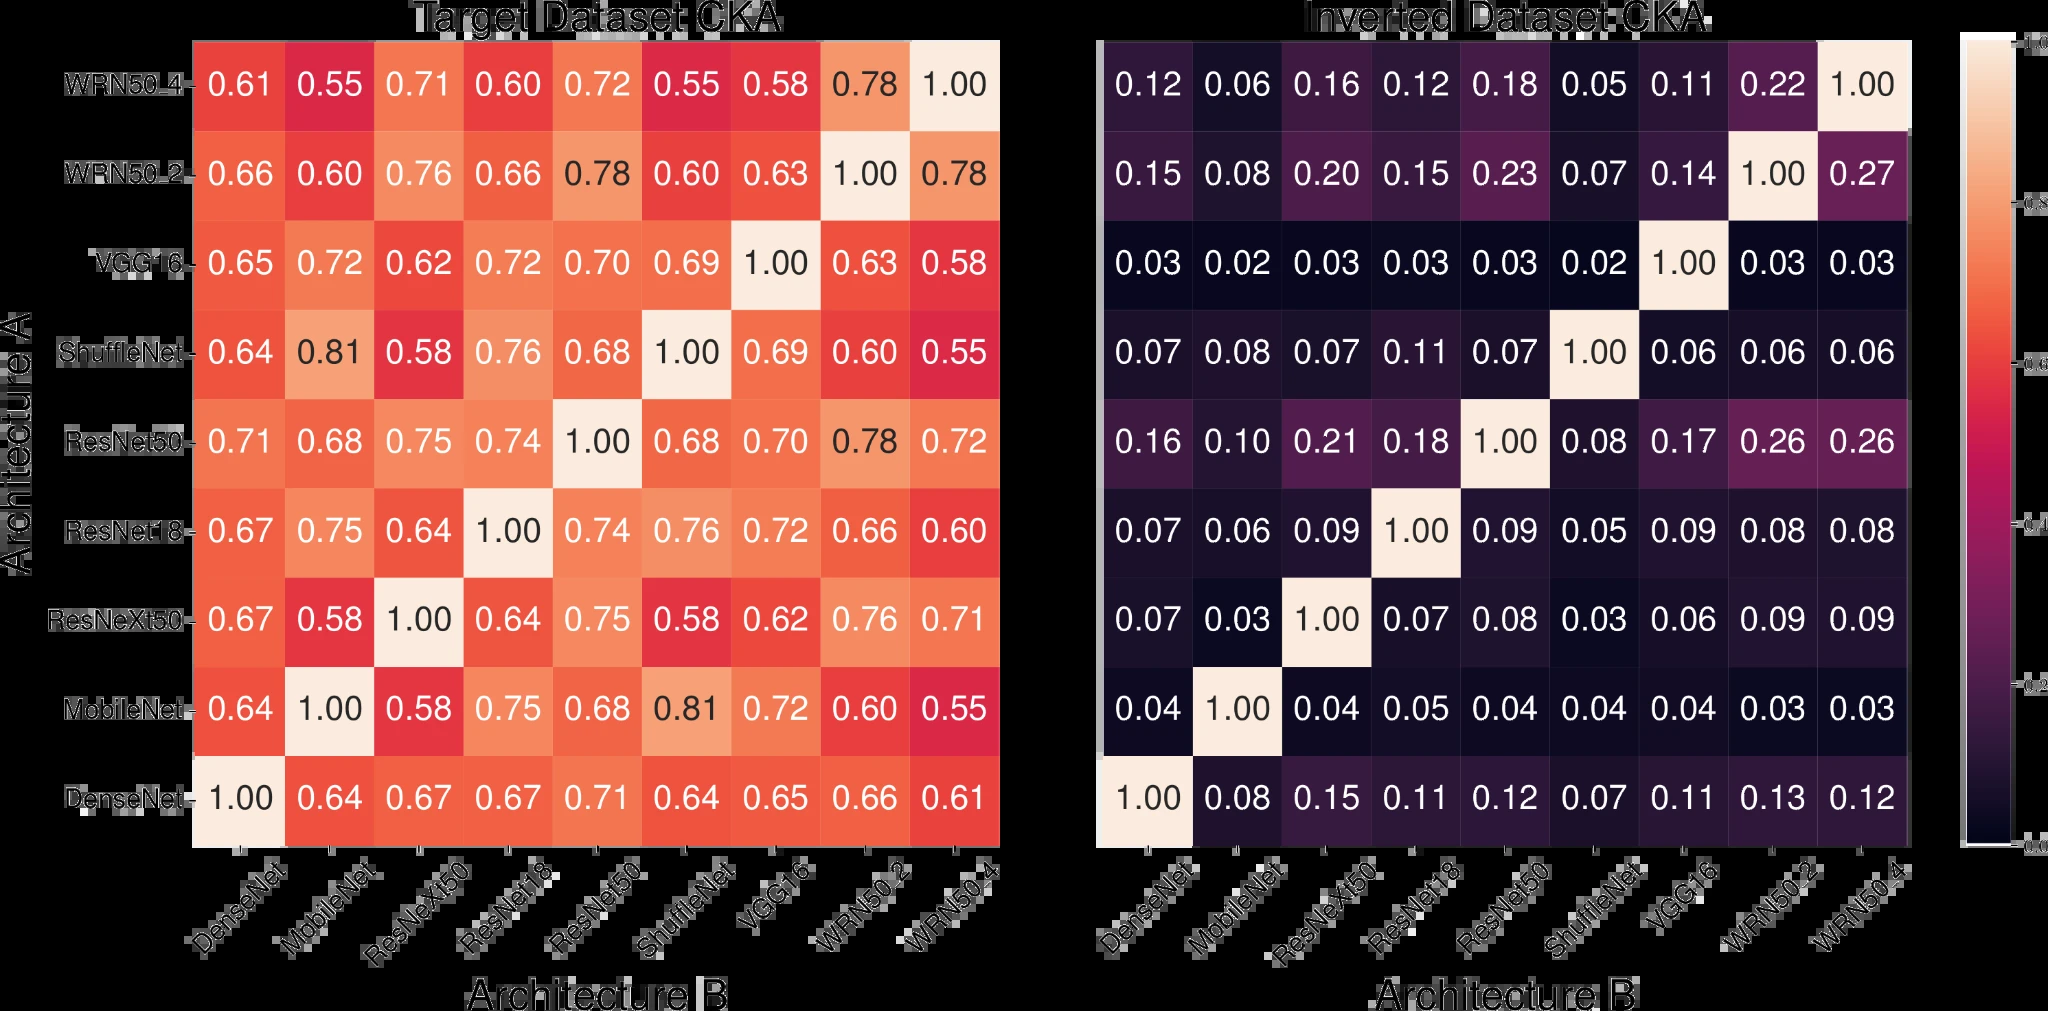 Target Dataset CKA
Inverted Dataset CKA
Architecture A
WRN50_4 0.61 0.55 0.71 0.60 0.72 0.55 0.58 0.78 1.00
WRN50_2 0.66 0.60 0.76 0.66 0.78 0.60 0.63 1.00 0.78
VGG16 0.65 0.72 0.62 0.72 0.70 0.69 1.00 0.63 0.58
ShuffleNet 0.64 0.81 0.58 0.76 0.68 1.00 0.69 0.60 0.55
ResNet50 0.71 0.68 0.75 0.74 1.00 0.68 0.70 0.78 0.72
ResNet18 0.67 0.75 0.64 1.00 0.74 0.76 0.72 0.66 0.60
ResNeXt50 0.67 0.58 1.00 0.64 0.75 0.58 0.62 0.76 0.71
MobileNet 0.64 1.00 0.58 0.75 0.68 0.81 0.72 0.60 0.55
DenseNet 1.00 0.64 0.67 0.67 0.71 0.64 0.65 0.66 0.61
DenseNet MobileNet ResNeXt50 ResNet18 ResNet50 ShuffleNet VGG16 WRN50_2 WRN50_4
Architecture B
0.12 0.06 0.16 0.12 0.18 0.05 0.11 0.22 1.00
0.15 0.08 0.20 0.15 0.23 0.07 0.14 1.00 0.27
0.03 0.02 0.03 0.03 0.03 0.02 1.00 0.03 0.03
0.07 0.08 0.07 0.11 0.07 1.00 0.06 0.06 0.06
0.16 0.10 0.21 0.18 1.00 0.08 0.17 0.26 0.26
0.07 0.06 0.09 1.00 0.09 0.05 0.09 0.08 0.08
0.07 0.03 1.00 0.07 0.08 0.03 0.06 0.09 0.09
0.04 1.00 0.04 0.05 0.04 0.04 0.04 0.03 0.03
1.00 0.08 0.15 0.11 0.12 0.07 0.11 0.13 0.12
DenseNet MobileNet ResNeXt50 ResNet18 ResNet50 ShuffleNet VGG16 WRN50_2 WRN50_4
Architecture B